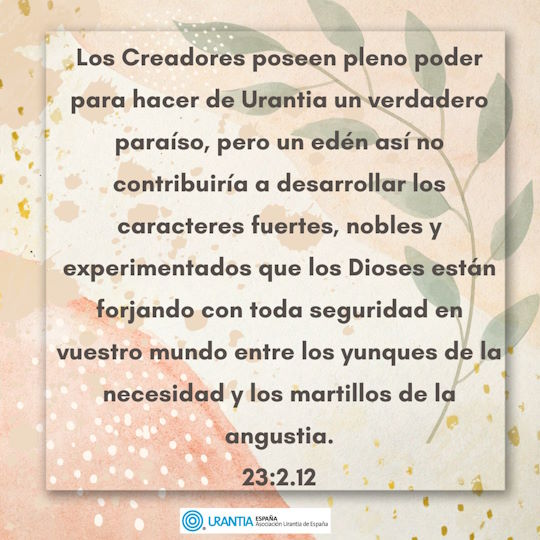 Los Creadores poseen pleno poder
para hacer de Urantia un verdadero
paraíso, pero un edén así no
contribuiría a desarrollar los
caracteres fuertes, nobles y
experimentados que los Dioses están
forjando con toda seguridad en
vuestro mundo entre los yunques de la
necesidad y los martillos de la
angustia.
23:2.12
URANTIA ESPAÑA
Asociación Urantia de España